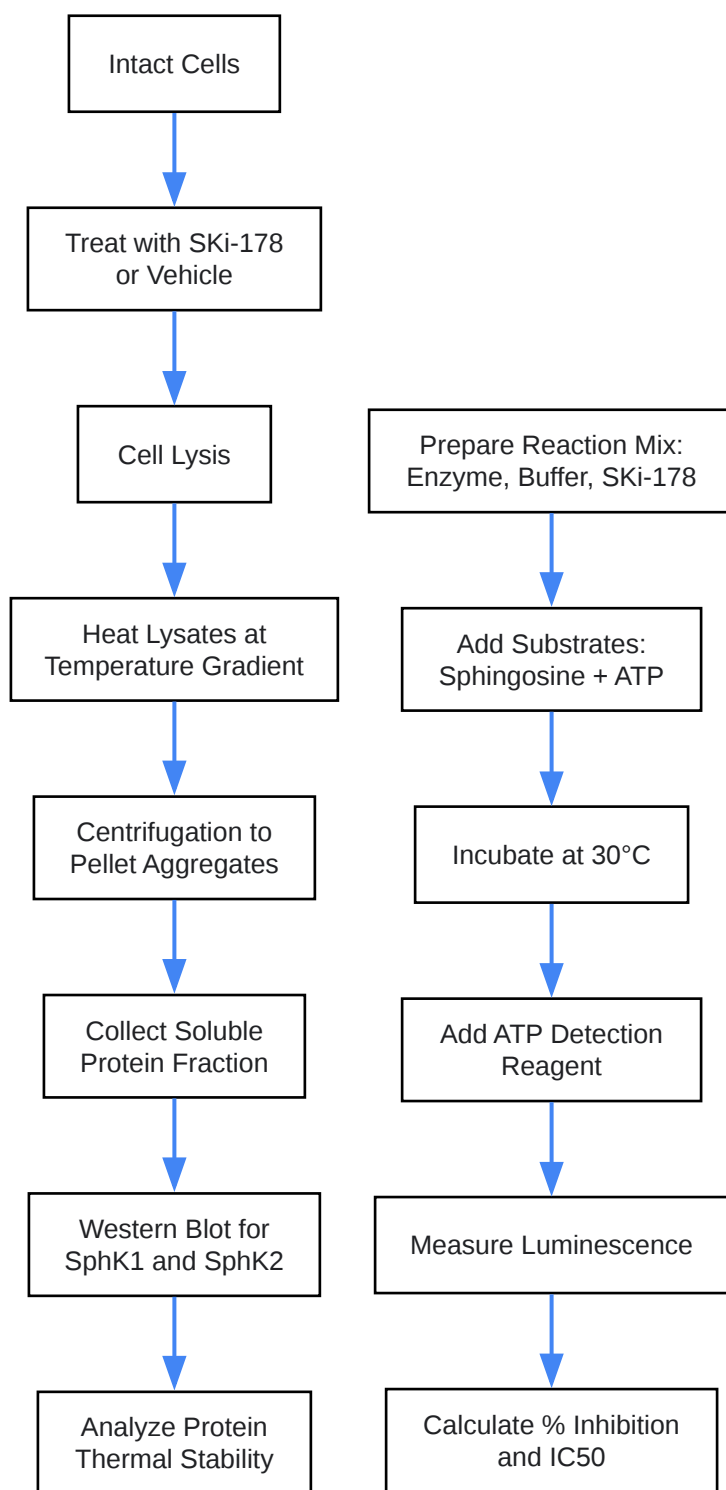 Intact Cells
Treat with SKi-178
or Vehicle
Cell Lysis
Heat Lysates at
Temperature Gradient
Centrifugation to
Pellet Aggregates
Collect Soluble
Protein Fraction
Western Blot for
SphK1 and SphK2
Analyze Protein
Thermal Stability
Prepare Reaction Mix:
Enzyme, Buffer, SKi-178
Add Substrates:
Sphingosine + ATP
Incubate at 30°C
Add ATP Detection
Reagent
Measure Luminescence
Calculate % Inhibition
and IC50